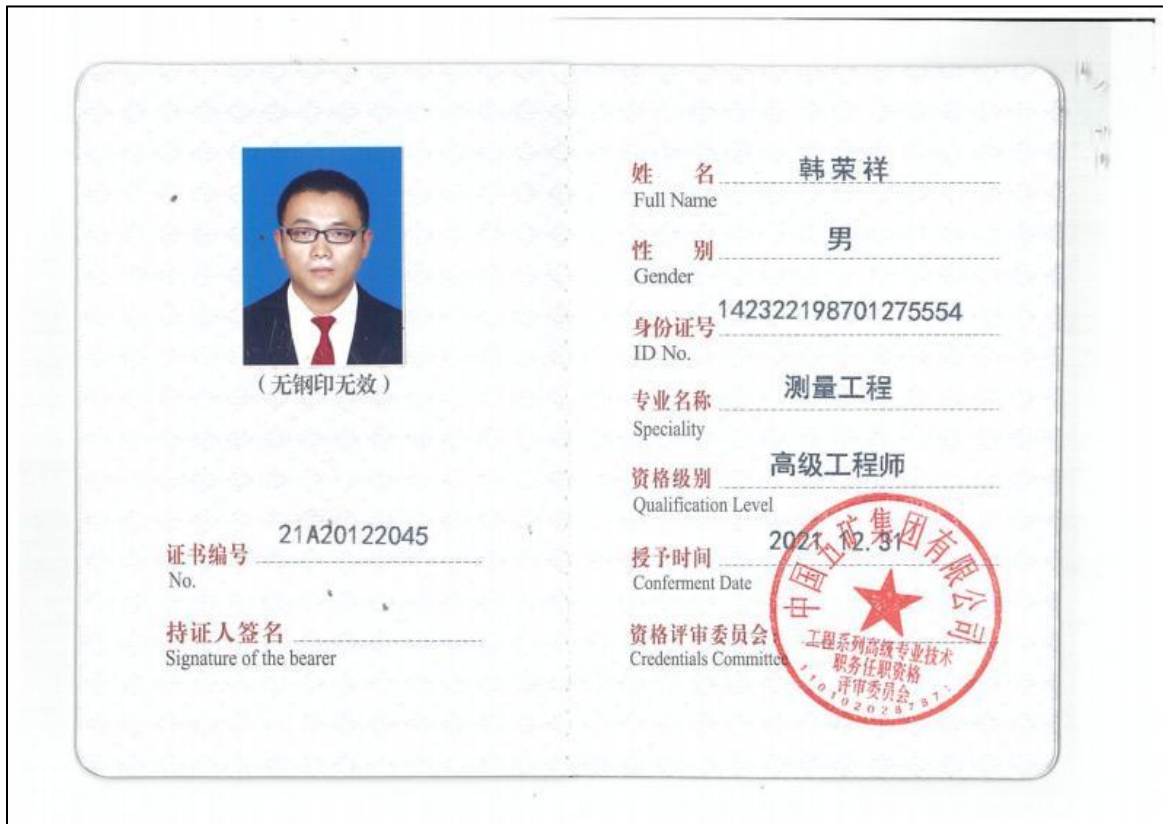 (无钢印无效)
证书编号 21A20122045
No.
持证人签名
Signature of the bearer
姓 名 韩荣祥
Full Name
性 别 男
Gender
身份证号 142322198701275554
ID No.
专业名称 测量工程
Speciality
资格级别 高级工程师
Qualification Level
授予时间 2021.12.31
Conferment Date
资格评审委员会:
Credentials Committee
中国五矿集团有限公司
工程系列高级专业技术
职务任职资格
评审委员会